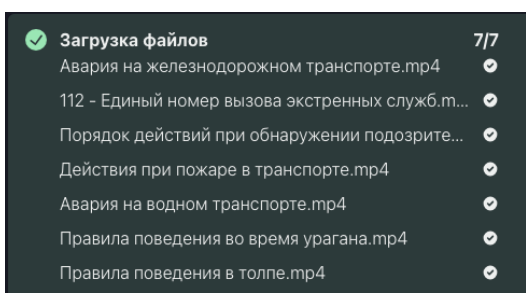 Загрузка файлов 7/7
Авария на железнодорожном транспорте.mp4
112 - Единый номер вызова экстренных служб.m...
Порядок действий при обнаружении подозрите...
Действия при пожаре в транспорте.mp4
Авария на водном транспорте.mp4
Правила поведения во время урагана.mp4
Правила поведения в толпе.mp4